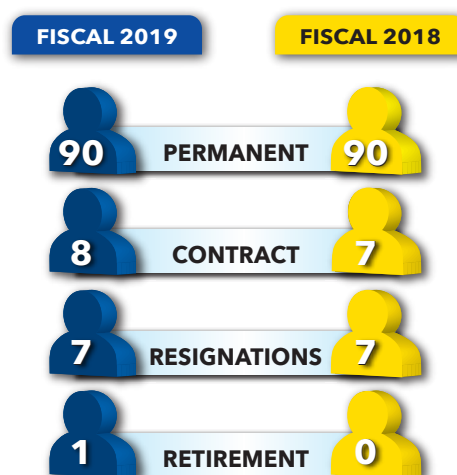 FISCAL 2019 FISCAL 2018
90 PERMANENT 90
8 CONTRACT 7
7 RESIGNATIONS 7
1 RETIREMENT 0